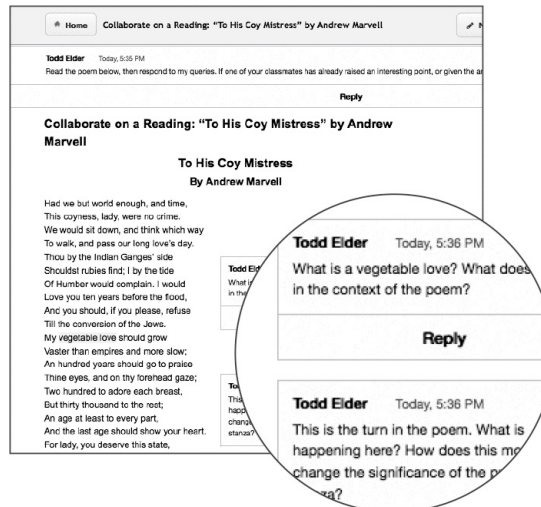 Home
Collaborate on a Reading: “To His Coy Mistress” by Andrew Marvell
Todd Elder Today, 5:35 PM
Read the poem below, then respond to my queries. If one of your classmates has already raised an interesting point, or given the
Reply
Collaborate on a Reading: “To His Coy Mistress” by Andrew
Marvell
To His Coy Mistress
By Andrew Marvell
Had we but world enough, and time,
This coyness, lady, were no crime.
We would sit down, and think which way
To walk, and pass our long love’s day.
Thou by the Indian Ganges’ side
Shouldst rubies find; I by the tide
Of Humber would complain. I would
Love you ten years before the flood,
And you should, if you please, refuse
Till the conversion of the Jews.
My vegetable love should grow
Vaster than empires and more slow;
An hundred years should go to praise
Thine eyes, and on thy forehead gaze;
Two hundred to adore each breast,
But thirty thousand to the rest;
An age at least to every part,
And the last age should show your heart.
For lady, you deserve this state,
Todd
in the
stanza?
Todd Elder Today, 5:36 PM
What is a vegetable love? What does
in the context of the poem?
Reply
Todd Elder Today, 5:36 PM
This is the turn in the poem. What is
happening here? How does this
change the significance of the